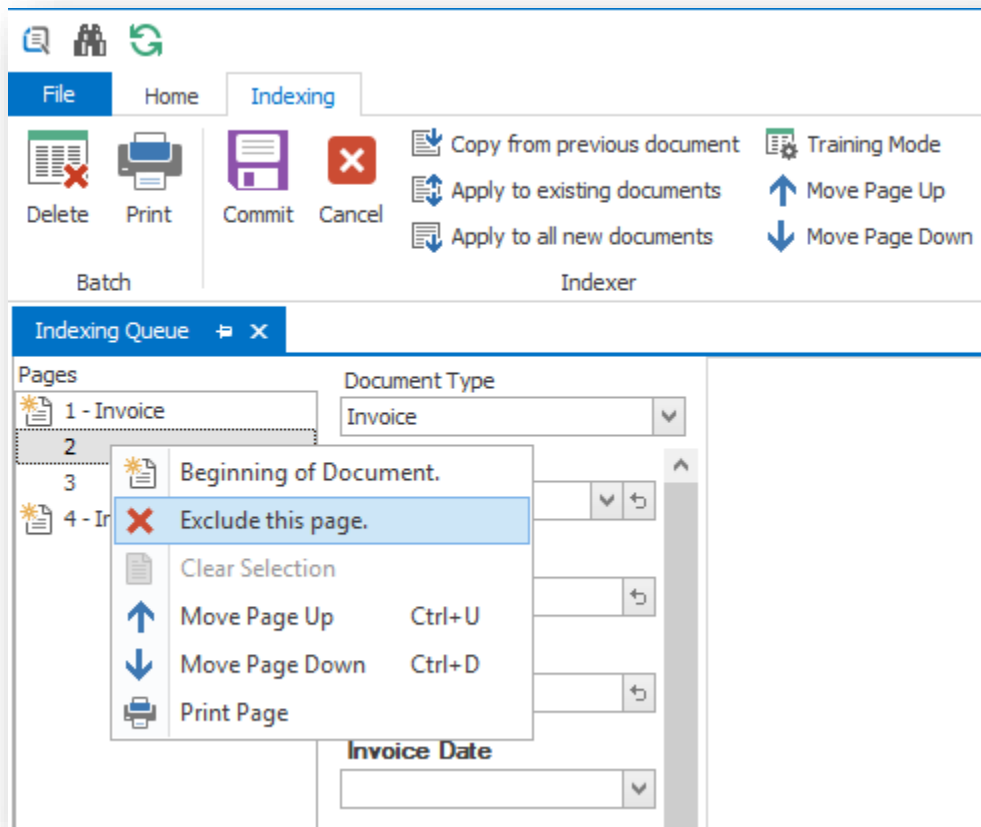 File Home Indexing
Copy from previous document Training Mode
Apply to existing documents Move Page Up
Delete Print Commit Cancel
Apply to all new documents Move Page Down
Batch Indexer
Indexing Queue
Pages
Document Type
1 - Invoice
Invoice
2
3
4 - In
Beginning of Document.
Exclude this page.
Clear Selection
Move Page Up Ctrl+U
Move Page Down Ctrl+D
Print Page
Invoice Date